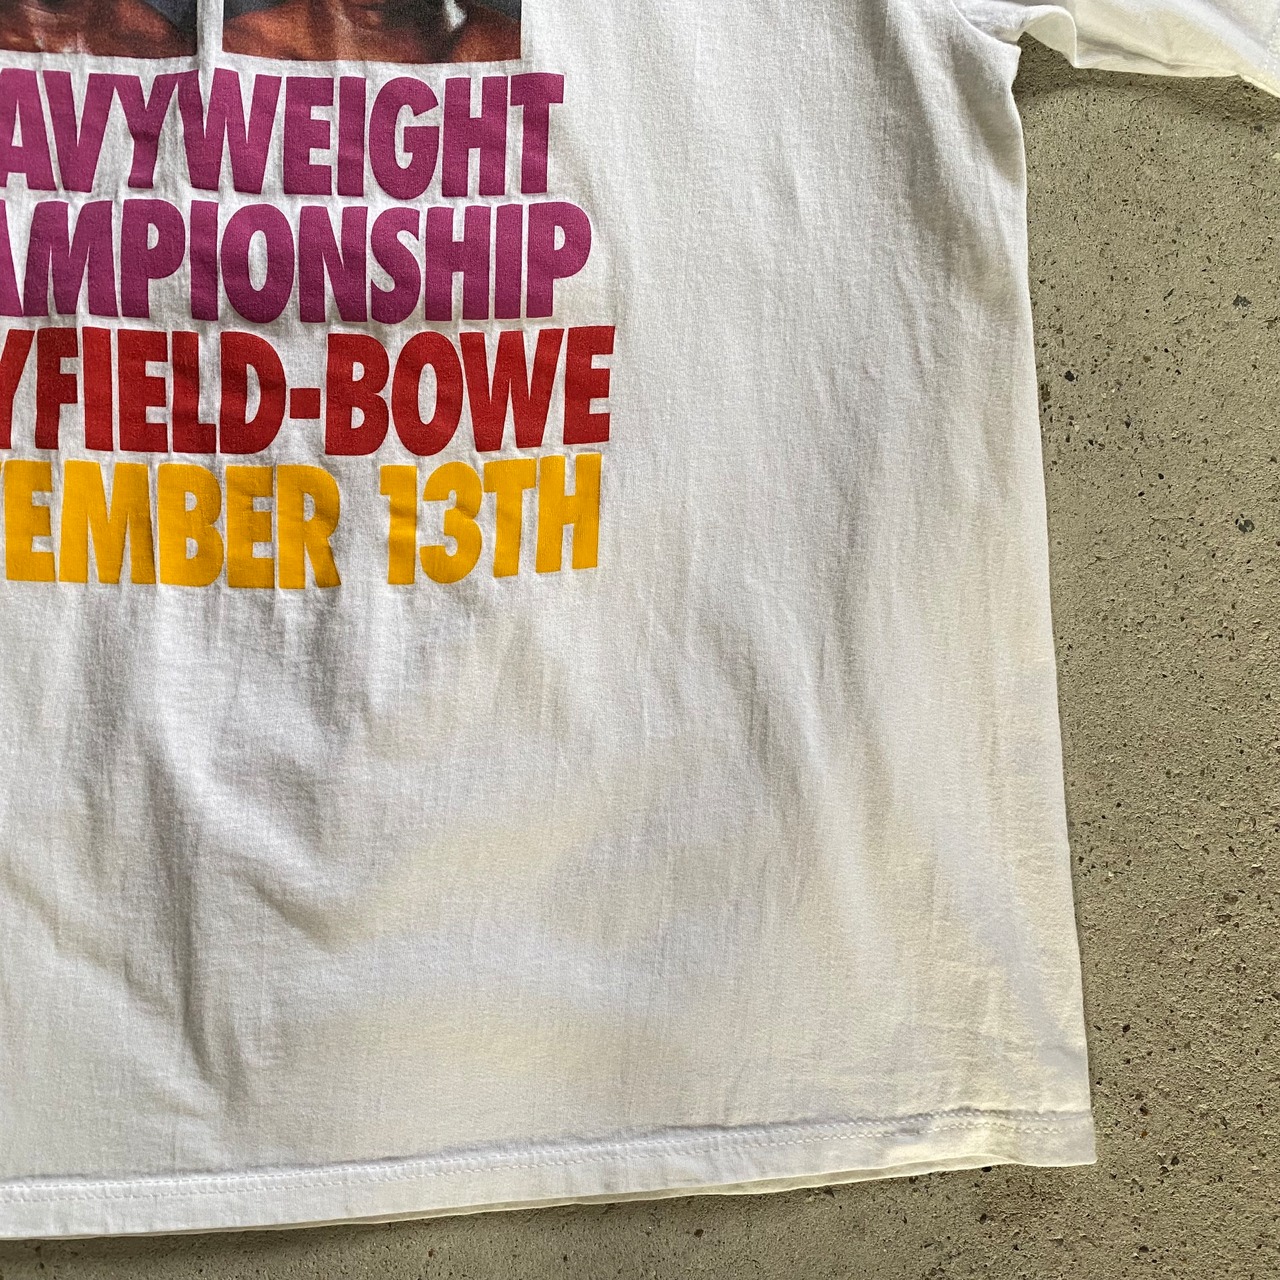 AVYWEIGHT
AMPIONSHIP
YFIELD-BOWE
EMBER 13TH